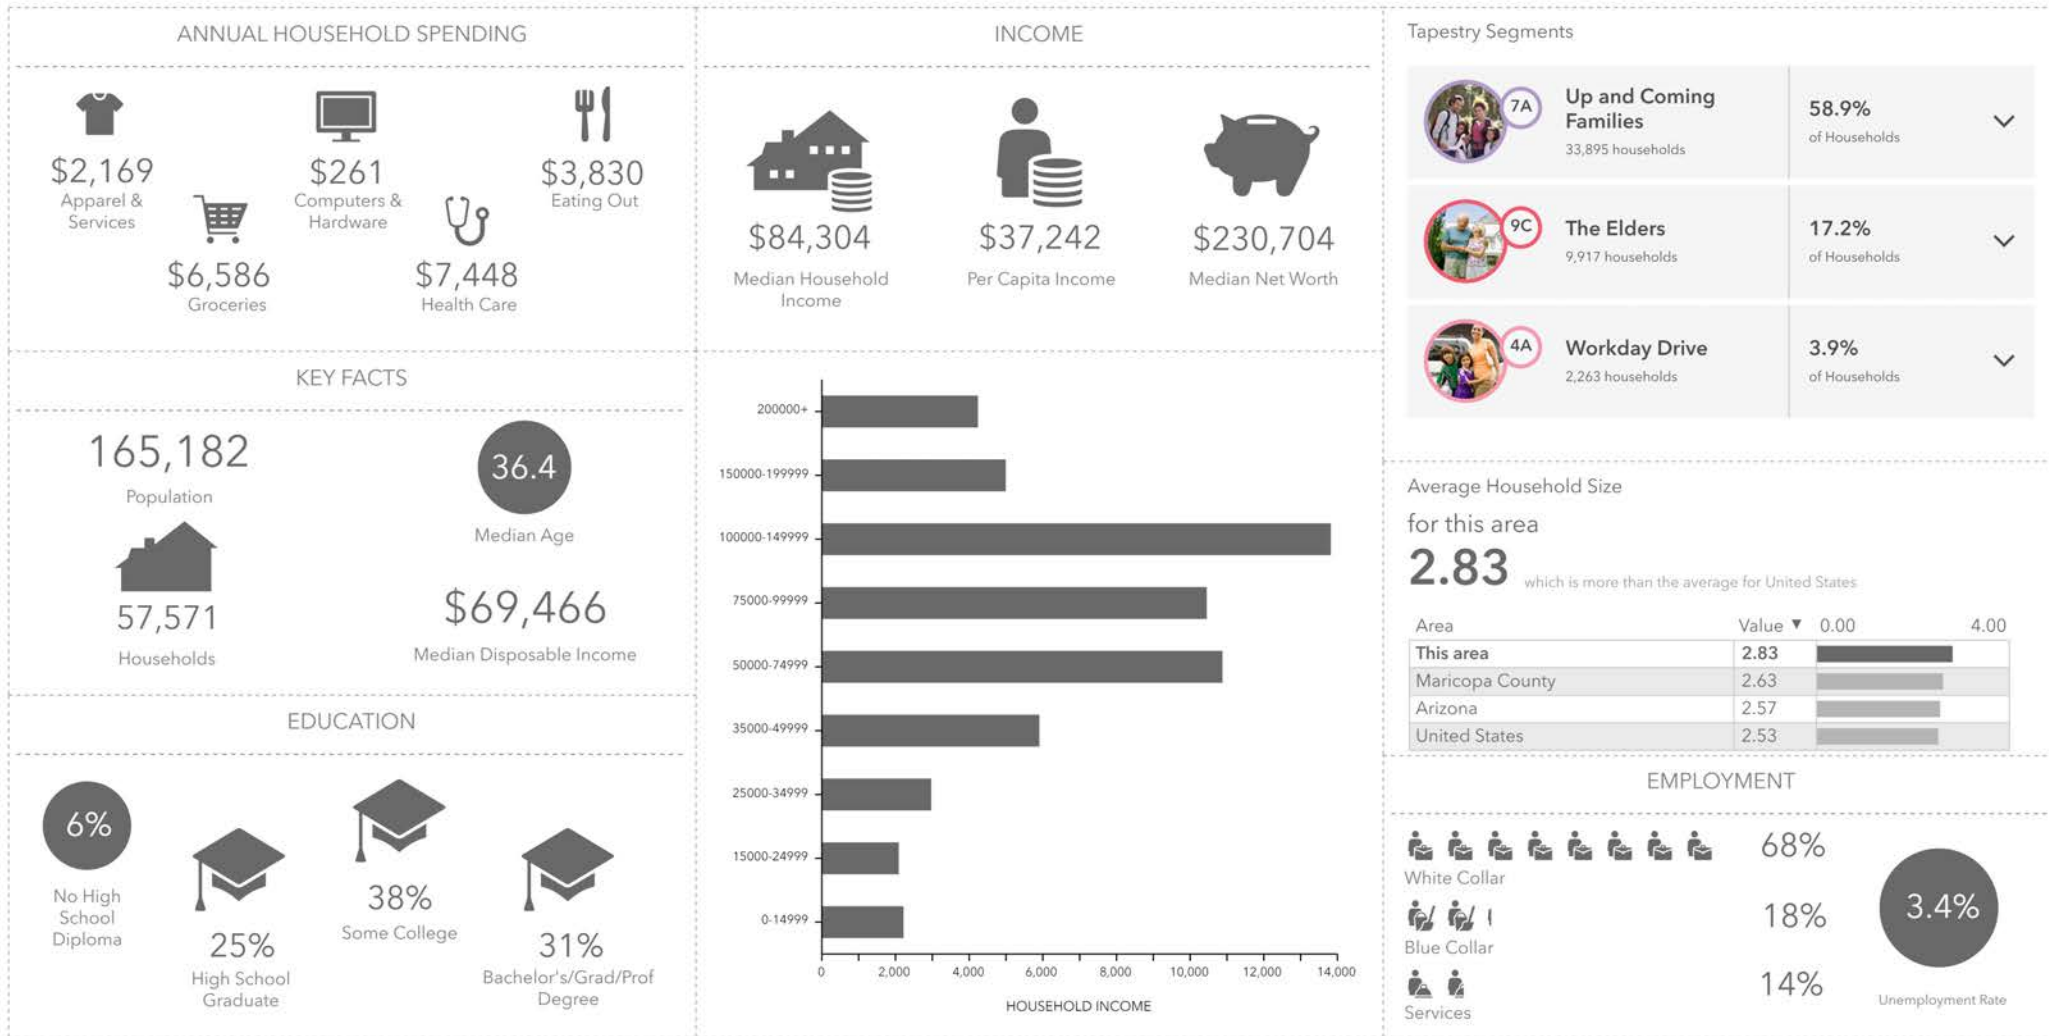 ANNUAL HOUSEHOLD SPENDING
$2,169
Apparel &
Services
$261
Computers &
Hardware
$3,830
Eating Out
$6,586
Groceries
$7,448
Health Care
KEY FACTS
165,182
Population
36.4
Median Age
57,571
Households
$69,466
Median Disposable Income
EDUCATION
6%
No High
School
Diploma
25%
High School
Graduate
38%
Some College
31%
Bachelor's/Grad/Prof
Degree
INCOME
$84,304
Median Household
Income
$37,242
Per Capita Income
$230,704
Median Net Worth
200000+
150000-199999
100000-149999
75000-99999
50000-74999
35000-49999
25000-34999
15000-24999
0-14999
0 2,000 4,000 6,000 8,000 10,000 12,000 14,000
HOUSEHOLD INCOME
Tapestry Segments
7A
Up and Coming
Families
33,895 households
58.9%
of Households
9C
The Elders
9,917 households
17.2%
of Households
4A
Workday Drive
2,263 households
3.9%
of Households
Average Household Size
for this area
2.83 which is more than the average for United States
Area Value ▼ 0.00 4.00
This area 2.83
Maricopa County 2.63
Arizona 2.57
United States 2.53
EMPLOYMENT
68%
White Collar
18%
Blue Collar
14%
Services
3.4%
Unemployment Rate